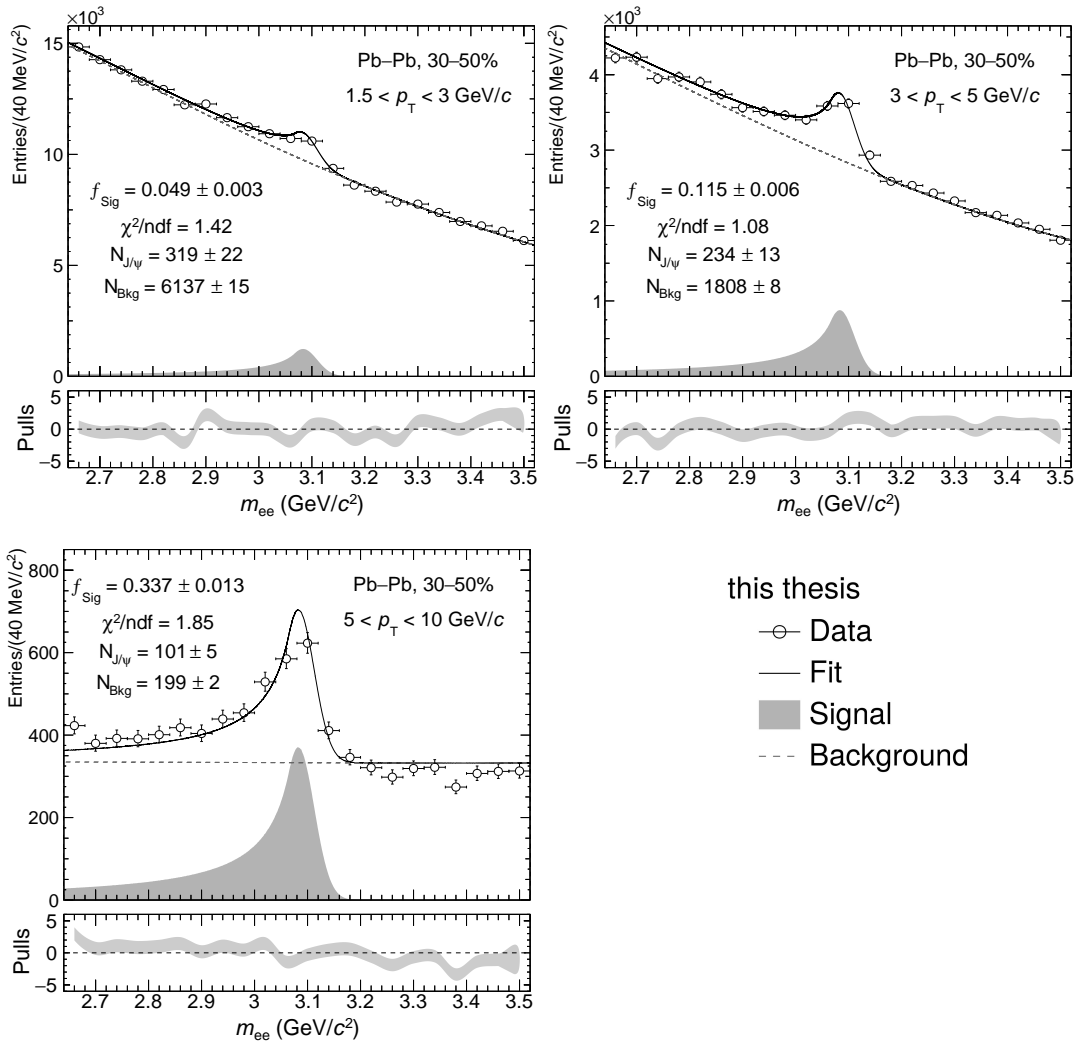 ×10³
Entries/(40 MeV/c²)
15
10
5
0
Pb–Pb, 30–50%
1.5 < p_T < 3 GeV/c
f_Sig = 0.049 ± 0.003
χ²/ndf = 1.42
N_J/ψ = 319 ± 22
N_Bkg = 6137 ± 15
Pulls
5
0
−5
2.7 2.8 2.9 3 3.1 3.2 3.3 3.4 3.5
m_ee (GeV/c²)
×10³
Entries/(40 MeV/c²)
4
3
2
1
0
Pb–Pb, 30–50%
3 < p_T < 5 GeV/c
f_Sig = 0.115 ± 0.006
χ²/ndf = 1.08
N_J/ψ = 234 ± 13
N_Bkg = 1808 ± 8
Pulls
5
0
−5
2.7 2.8 2.9 3 3.1 3.2 3.3 3.4 3.5
m_ee (GeV/c²)
Entries/(40 MeV/c²)
800
600
400
200
0
f_Sig = 0.337 ± 0.013
χ²/ndf = 1.85
N_J/ψ = 101 ± 5
N_Bkg = 199 ± 2
Pb–Pb, 30–50%
5 < p_T < 10 GeV/c
Pulls
5
0
−5
2.7 2.8 2.9 3 3.1 3.2 3.3 3.4 3.5
m_ee (GeV/c²)
this thesis
Data
Fit
Signal
Background